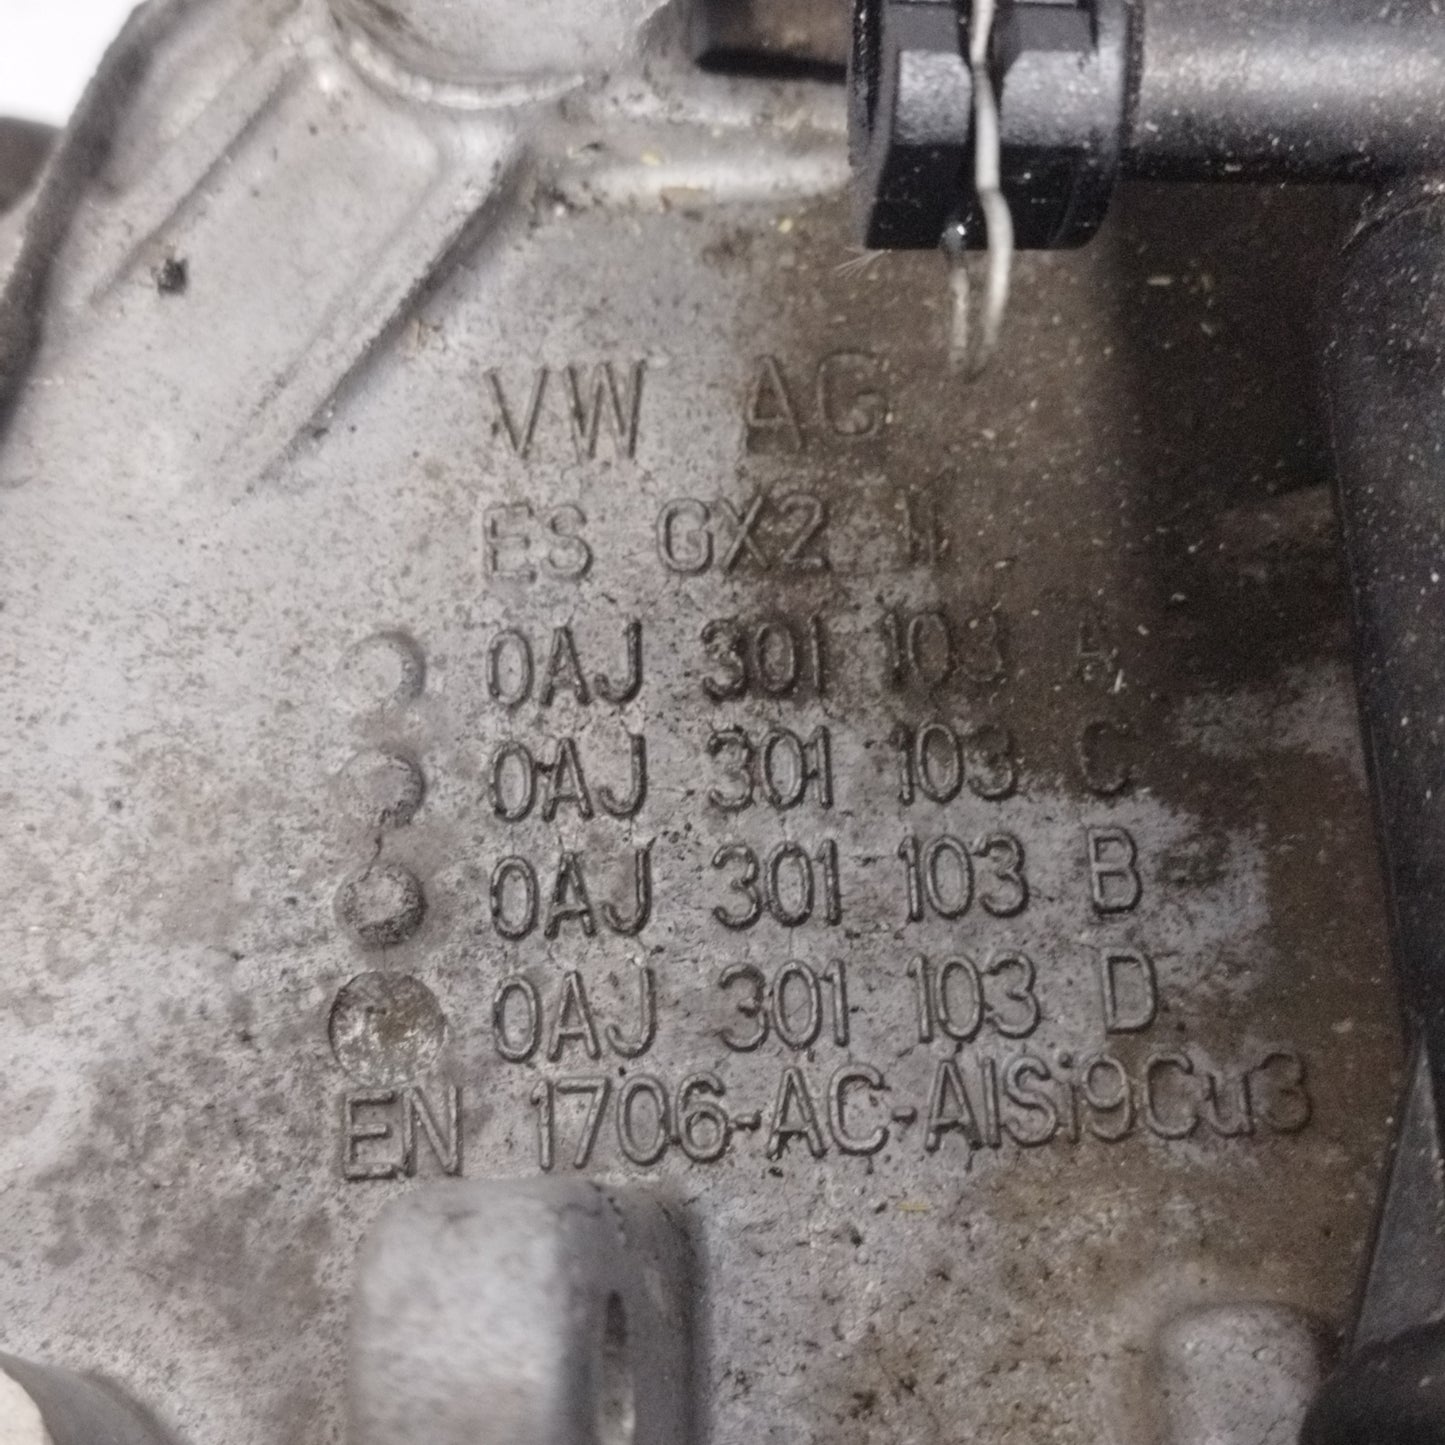 VW AG
ES GX2 11
0AJ 301 103 A
0AJ 301 103 C
0AJ 301 103 B
0AJ 301 103 D
EN 1706-AC-AlSi9Cu3